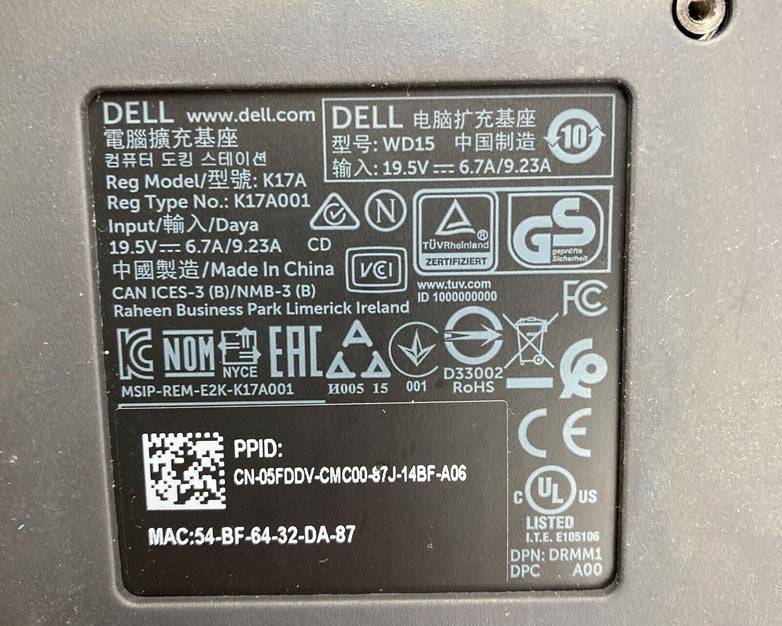 DELL www.dell.com
電腦擴充基座
컴퓨터 도킹 스테이션
Reg Model/型號: K17A
Reg Type No.: K17A001
Input/輸入/Daya
19.5V⎓ 6.7A/9.23A CD
中國製造/Made In China
CAN ICES-3 (B)/NMB-3 (B)
Raheen Business Park Limerick Ireland
DELL 电脑扩充基座
型号: WD15 中国制造
输入: 19.5V⎓ 6.7A/9.23A
10
N
TÜVRheinland
ZERTIFIZIERT
GS
geprüfte
Sicherheit
VCI
www.tuv.com
ID 1000000000
FC
KC
NOM
NYCE
EAC
MSIP-REM-E2K-K17A001
A
И005 15
001
D33002
RoHS
CE
PPID:
CN-05FDDV-CMC00-87J-14BF-A06
MAC:54-BF-64-32-DA-87
C UL US
LISTED
I.T.E. E105106
DPN: DRMM1
DPC A00